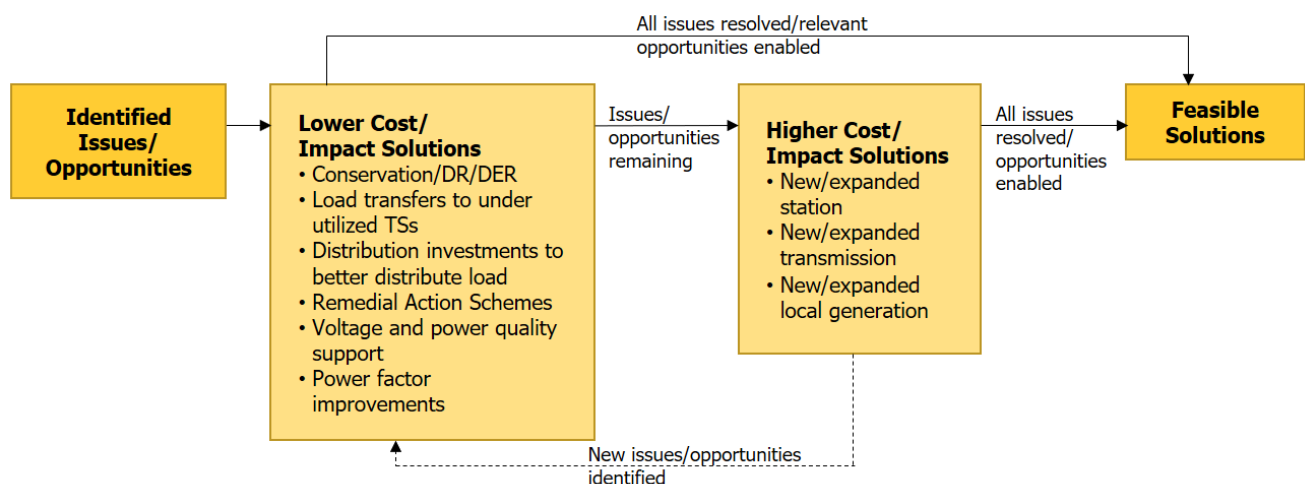 All issues resolved/relevant
opportunities enabled
Identified
Issues/
Opportunities
Lower Cost/
Impact Solutions
• Conservation/DR/DER
• Load transfers to under
utilized TSs
• Distribution investments to
better distribute load
• Remedial Action Schemes
• Voltage and power quality
support
• Power factor
improvements
Issues/
opportunities
remaining
Higher Cost/
Impact Solutions
• New/expanded
station
• New/expanded
transmission
• New/expanded
local generation
All issues
resolved/
opportunities
enabled
Feasible
Solutions
New issues/opportunities
identified